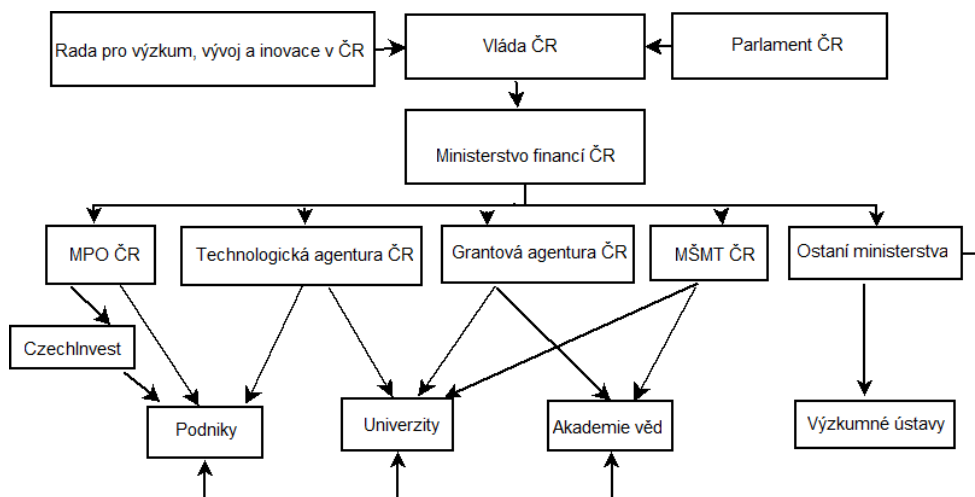 Rada pro výzkum, vývoj a inovace v ČR
Vláda ČR
Parlament ČR
Ministerstvo financí ČR
MPO ČR
Technologická agentura ČR
Grantová agentura ČR
MŠMT ČR
Ostaní ministerstva
CzechInvest
Podniky
Univerzity
Akademie věd
Výzkumné ústavy